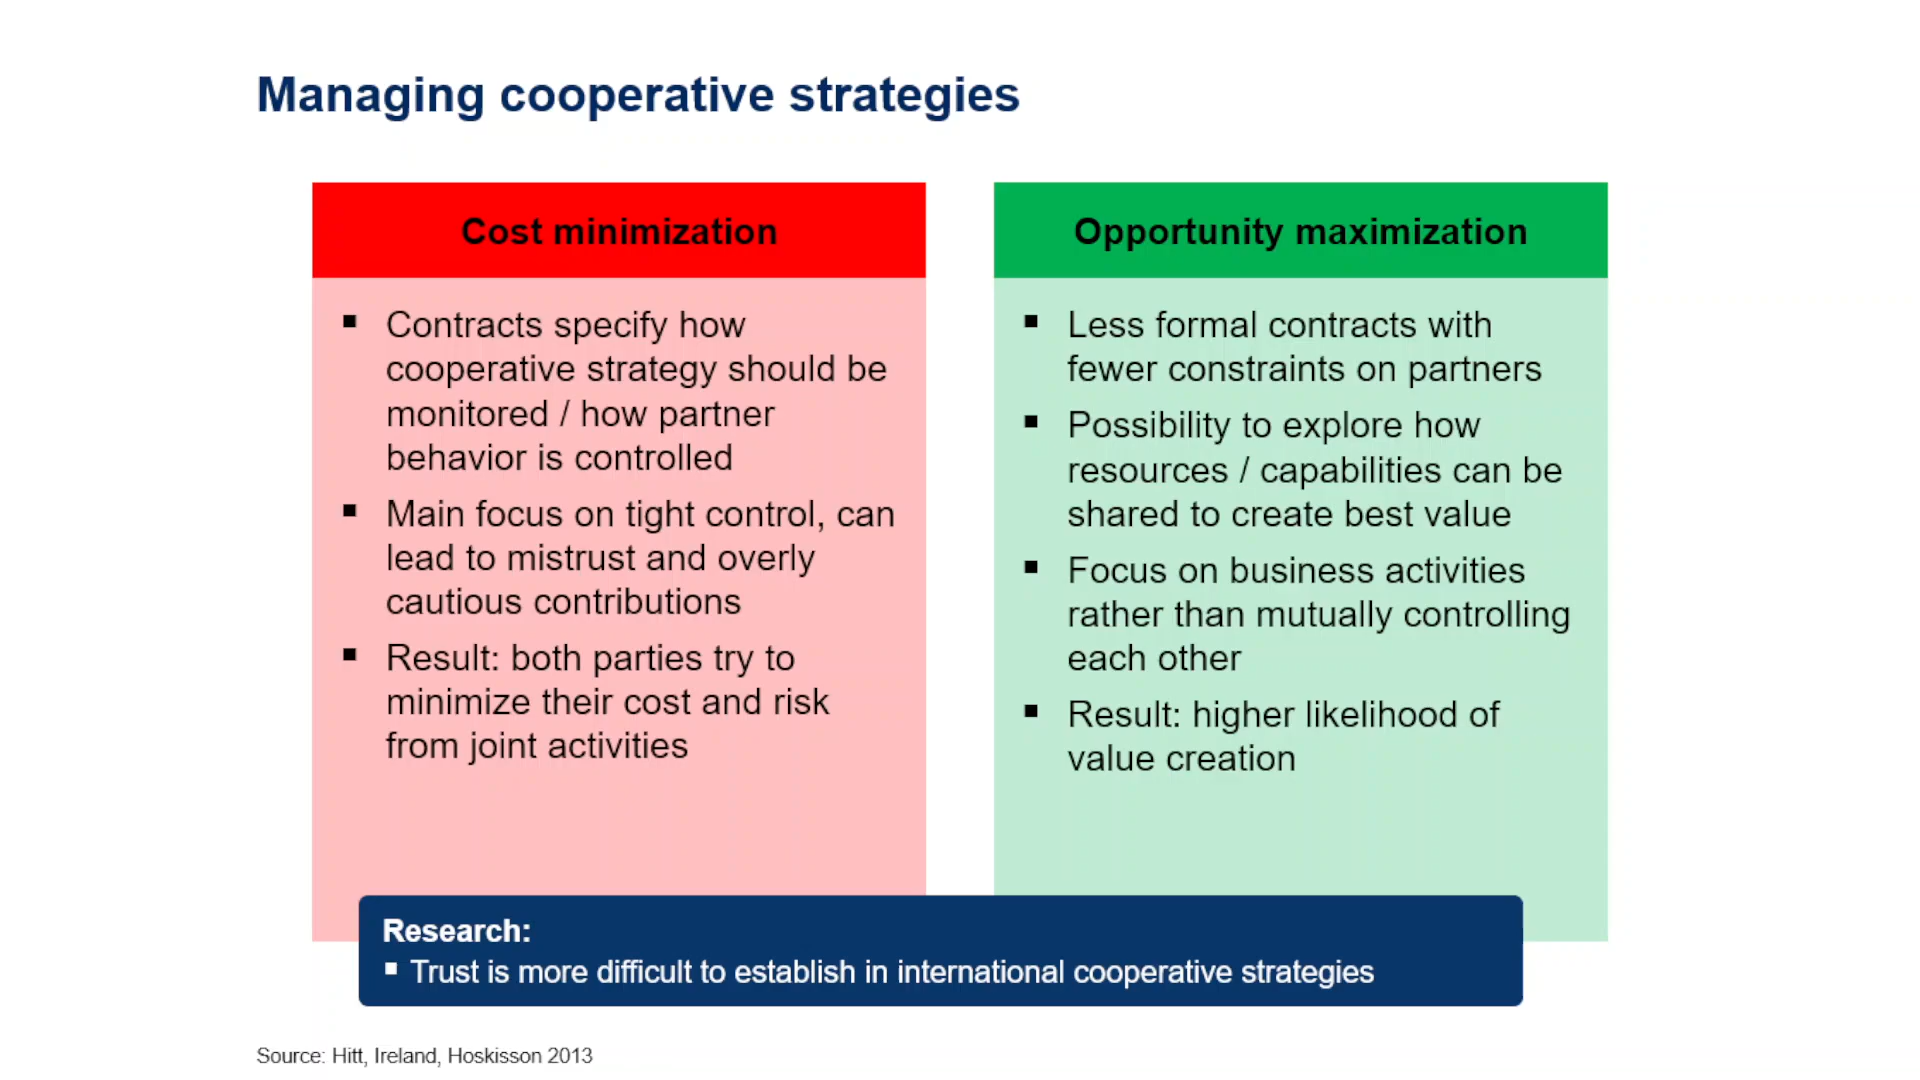 Managing cooperative strategies
Cost minimization
▪ Contracts specify how
cooperative strategy should be
monitored / how partner
behavior is controlled
▪ Main focus on tight control, can
lead to mistrust and overly
cautious contributions
▪ Result: both parties try to
minimize their cost and risk
from joint activities
Opportunity maximization
▪ Less formal contracts with
fewer constraints on partners
▪ Possibility to explore how
resources / capabilities can be
shared to create best value
▪ Focus on business activities
rather than mutually controlling
each other
▪ Result: higher likelihood of
value creation
Research:
▪ Trust is more difficult to establish in international cooperative strategies
Source: Hitt, Ireland, Hoskisson 2013